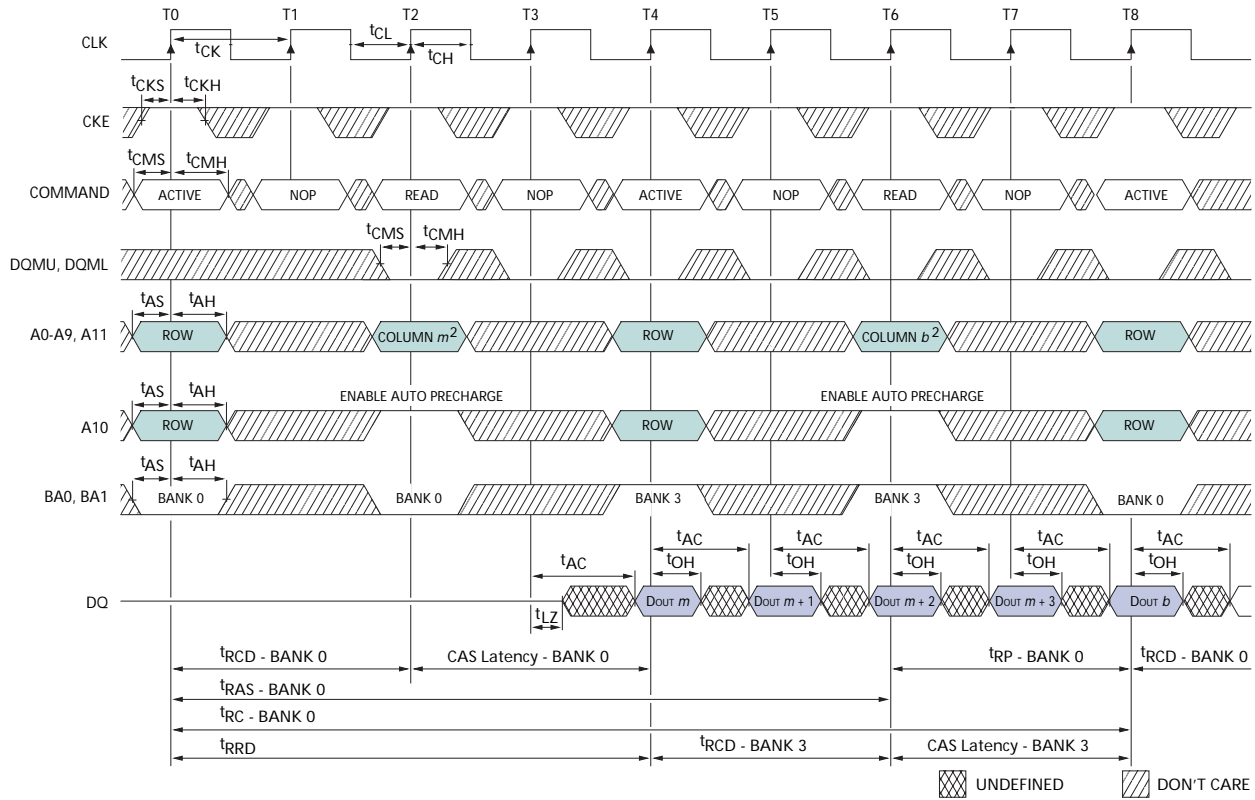 T0 T1 T2 T3 T4 T5 T6 T7 T8
CLK tCK tCL tCH
tCKS tCKH
CKE
tCMS tCMH
COMMAND ACTIVE NOP READ NOP ACTIVE NOP READ NOP ACTIVE
tCMS tCMH
DQMU, DQML
tAS tAH
A0-A9, A11 ROW COLUMN m2 ROW COLUMN b2 ROW
tAS tAH ENABLE AUTO PRECHARGE ENABLE AUTO PRECHARGE
A10 ROW ROW ROW
tAS tAH
BA0, BA1 BANK 0 BANK 0 BANK 3 BANK 3 BANK 0
tAC tAC tAC tAC tAC tAC
tOH tOH tOH tOH tOH
DQ DOUT m DOUT m + 1 DOUT m + 2 DOUT m + 3 DOUT b
tLZ
tRCD - BANK 0 CAS Latency - BANK 0 tRP - BANK 0 tRCD - BANK 0
tRAS - BANK 0
tRC - BANK 0
tRRD tRCD - BANK 3 CAS Latency - BANK 3
UNDEFINED DON'T CARE